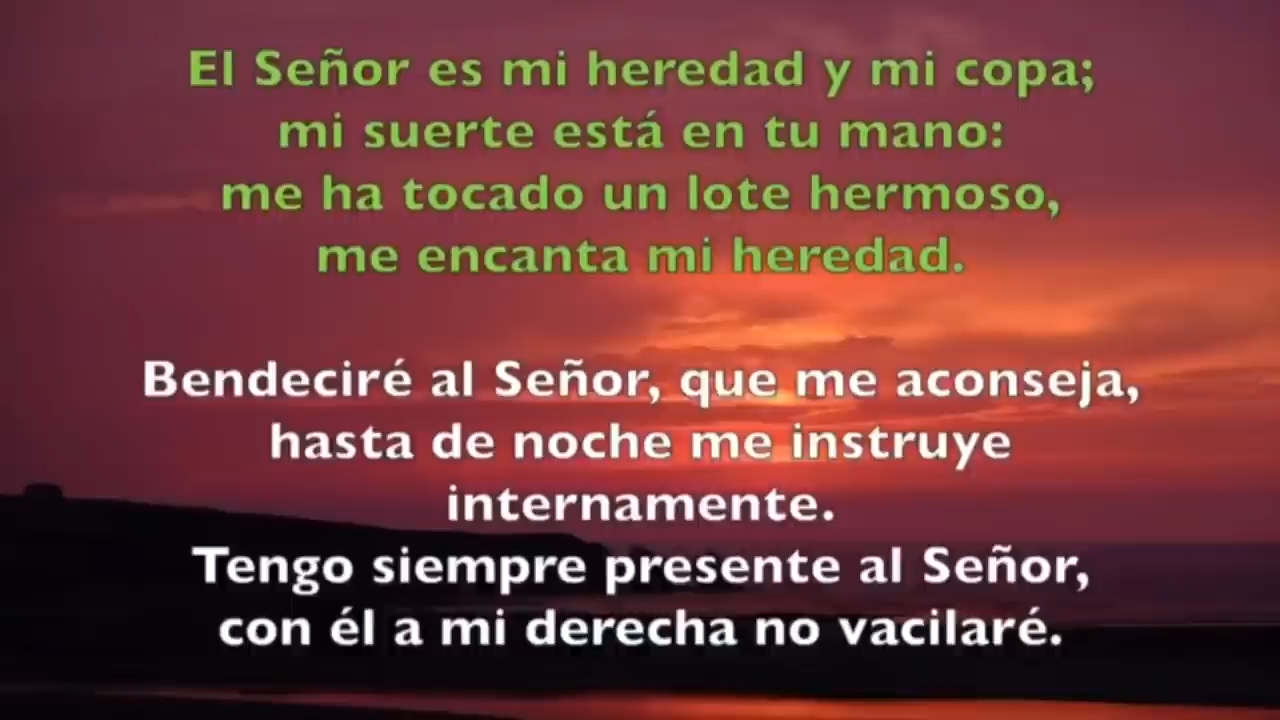 El Señor es mi heredad y mi copa;
mi suerte está en tu mano:
me ha tocado un lote hermoso,
me encanta mi heredad.
Bendeciré al Señor, que me aconseja,
hasta de noche me instruye
internamente.
Tengo siempre presente al Señor,
con él a mi derecha no vacilaré.